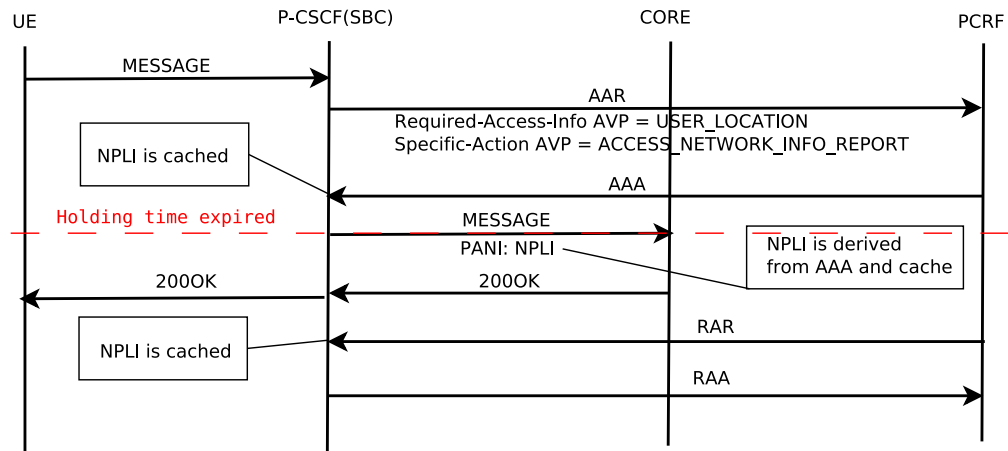 UE
P-CSCF(SBC)
CORE
PCRF
MESSAGE
AAR
Required-Access-Info AVP = USER_LOCATION
Specific-Action AVP = ACCESS_NETWORK_INFO_REPORT
NPLI is cached
AAA
Holding time expired
MESSAGE
PANI: NPLI
NPLI is derived
from AAA and cache
200OK
200OK
RAR
NPLI is cached
RAA